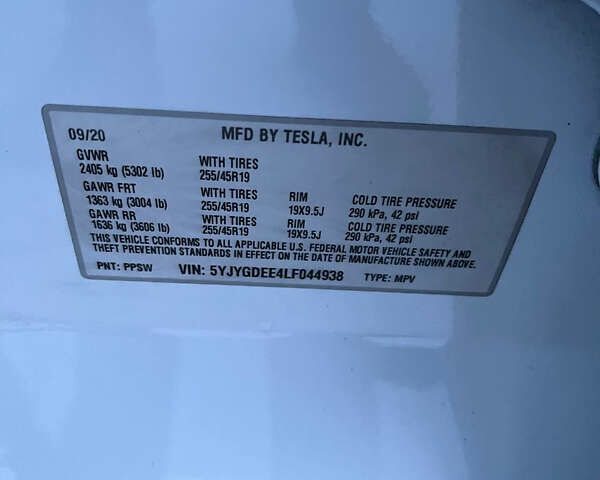 09/20 MFD BY TESLA, INC.
GVWR
2405 kg (5302 lb) WITH TIRES 255/45R19
GAWR FRT
1363 kg (3004 lb) WITH TIRES 255/45R19 RIM 19X9.5J COLD TIRE PRESSURE 290 kPa, 42 psi
GAWR RR
1636 kg (3606 lb) WITH TIRES 255/45R19 RIM 19X9.5J COLD TIRE PRESSURE 290 kPa, 42 psi
THIS VEHICLE CONFORMS TO ALL APPLICABLE U.S. FEDERAL MOTOR VEHICLE SAFETY AND
THEFT PREVENTION STANDARDS IN EFFECT ON THE DATE OF MANUFACTURE SHOWN ABOVE.
PNT: PPSW VIN: 5YJYGDEE4LF044938 TYPE: MPV